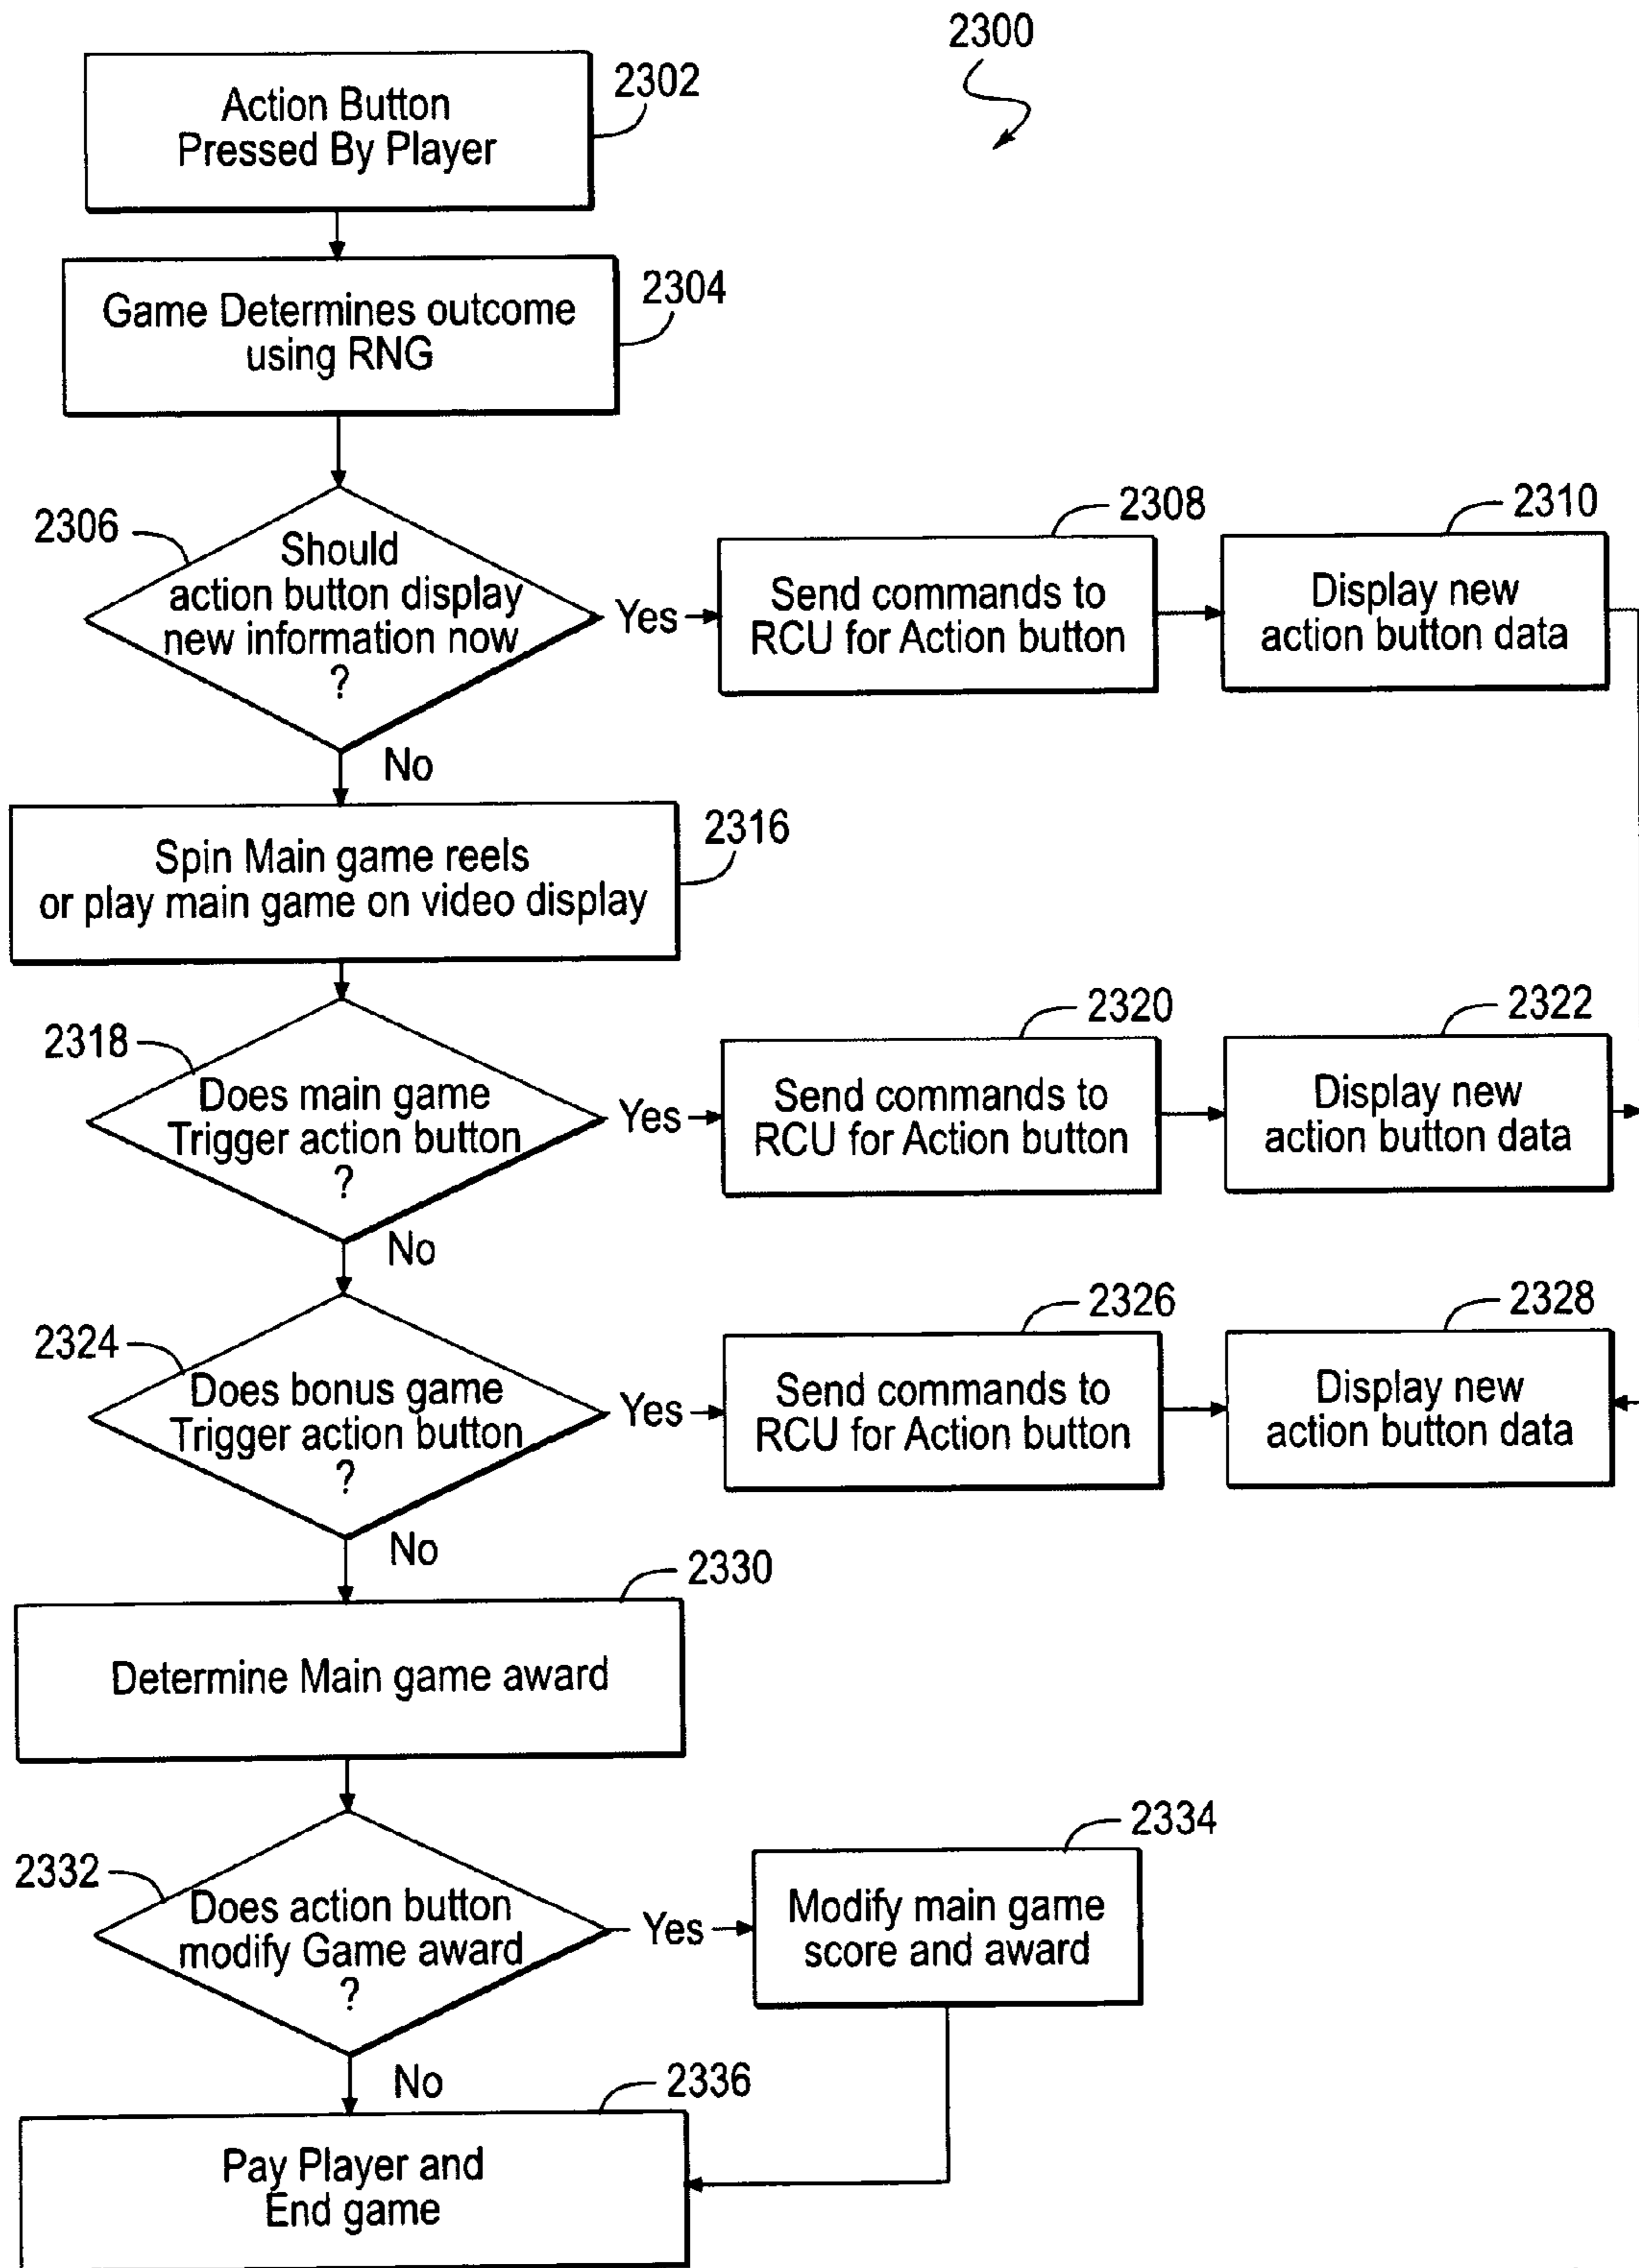 2300
Action Button
Pressed By Player
2302
Game Determines outcome
using RNG
2304
2306
Should
action button display
new information now
?
Yes
2308
Send commands to
RCU for Action button
2310
Display new
action button data
No
Spin Main game reels
or play main game on video display
2316
2318
Does main game
Trigger action button
?
Yes
2320
Send commands to
RCU for Action button
2322
Display new
action button data
No
2324
Does bonus game
Trigger action button
?
Yes
2326
Send commands to
RCU for Action button
2328
Display new
action button data
No
2330
Determine Main game award
2332
Does action button
modify Game award
?
Yes
2334
Modify main game
score and award
No
2336
Pay Player and
End game